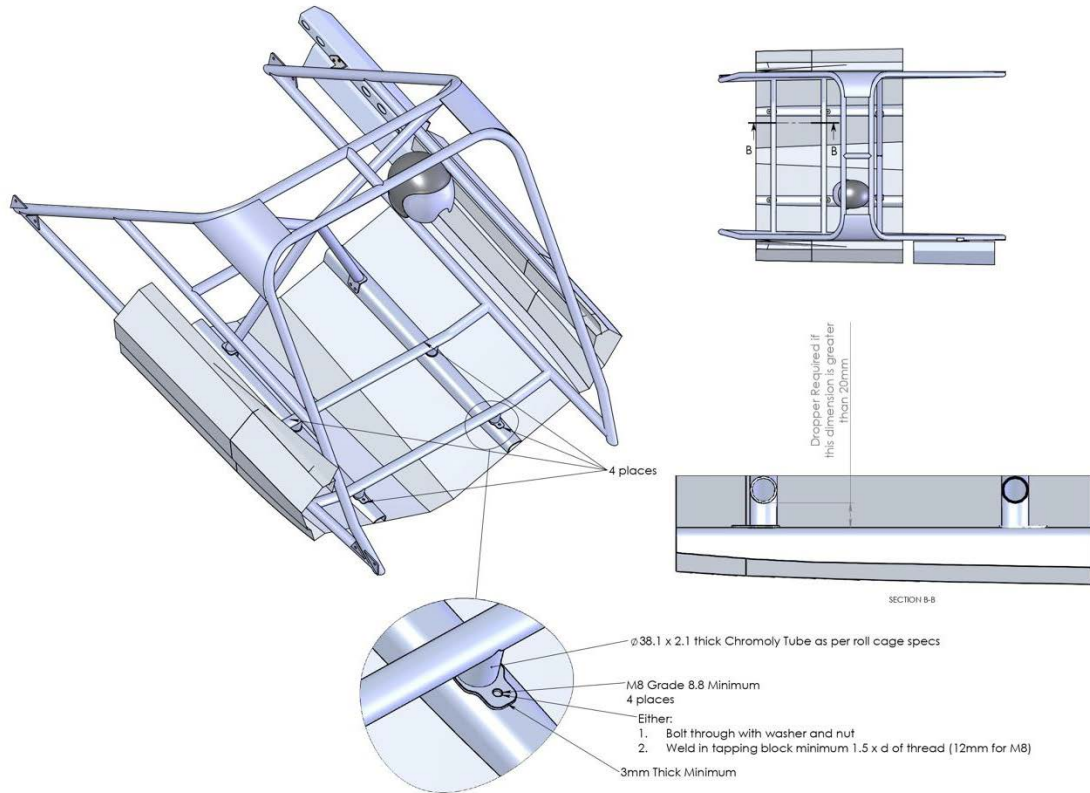 B
B
Dropper Required if
this dimension is greater
than 20mm
4 places
SECTION B-B
⌀38.1 x 2.1 thick Chromoly Tube as per roll cage specs
M8 Grade 8.8 Minimum
4 places
Either:
1. Bolt through with washer and nut
2. Weld in tapping block minimum 1.5 x d of thread (12mm for M8)
3mm Thick Minimum